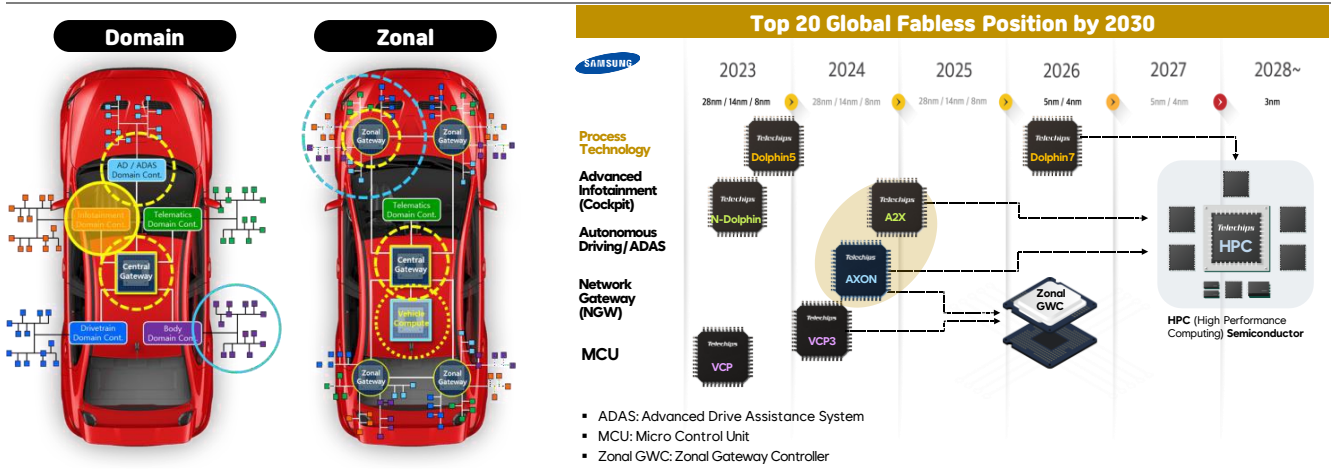 Domain
AD / ADAS
Domain Cont.
Infotainment
Domain Cont.
Telematics
Domain Cont.
Central
Gateway
Drivetrain
Domain Cont.
Body
Domain Cont.
Zonal
Zonal
Gateway
Zonal
Gateway
Telematics
Domain Cont.
Central
Gateway
Vehicle
Compute
Zonal
Gateway
Zonal
Gateway
Top 20 Global Fabless Position by 2030
SAMSUNG
2023
2024
2025
2026
2027
2028~
28nm / 14nm / 8nm
28nm / 14nm / 8nm
28nm / 14nm / 8nm
5nm / 4nm
5nm / 4nm
3nm
Process
Technology
Advanced
Infotainment
(Cockpit)
Autonomous
Driving/ADAS
Network
Gateway
(NGW)
MCU
Telechips
Dolphin5
Telechips
Dolphin7
Telechips
N-Dolphin
Telechips
A2X
Telechips
AXON
Telechips
VCP3
Telechips
VCP
Zonal
GWC
Telechips
HPC
HPC (High Performance
Computing) Semiconductor
▪ ADAS: Advanced Drive Assistance System
▪ MCU: Micro Control Unit
▪ Zonal GWC: Zonal Gateway Controller